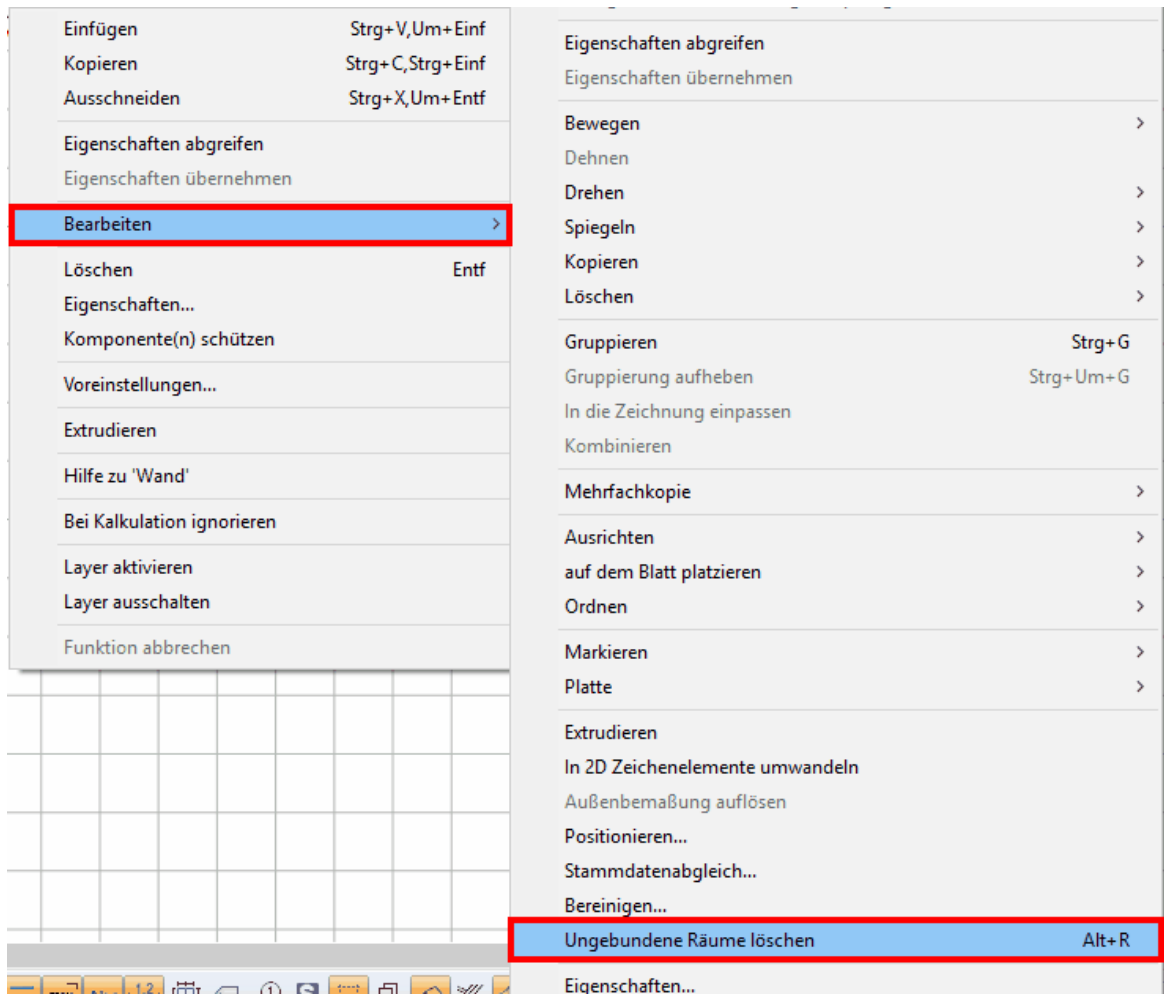 Einfügen Strg+V,Um+Einf
Kopieren Strg+C,Strg+Einf
Ausschneiden Strg+X,Um+Entf
Eigenschaften abgreifen
Eigenschaften übernehmen
Bearbeiten >
Löschen Entf
Eigenschaften...
Komponente(n) schützen
Voreinstellungen...
Extrudieren
Hilfe zu 'Wand'
Bei Kalkulation ignorieren
Layer aktivieren
Layer ausschalten
Funktion abbrechen
Eigenschaften abgreifen
Eigenschaften übernehmen
Bewegen >
Dehnen
Drehen >
Spiegeln >
Kopieren >
Löschen >
Gruppieren Strg+G
Gruppierung aufheben Strg+Um+G
In die Zeichnung einpassen
Kombinieren
Mehrfachkopie >
Ausrichten >
auf dem Blatt platzieren >
Ordnen >
Markieren >
Platte >
Extrudieren
In 2D Zeichenelemente umwandeln
Außenbemaßung auflösen
Positionieren...
Stammdatenabgleich...
Bereinigen...
Ungebundene Räume löschen Alt+R
Eigenschaften...